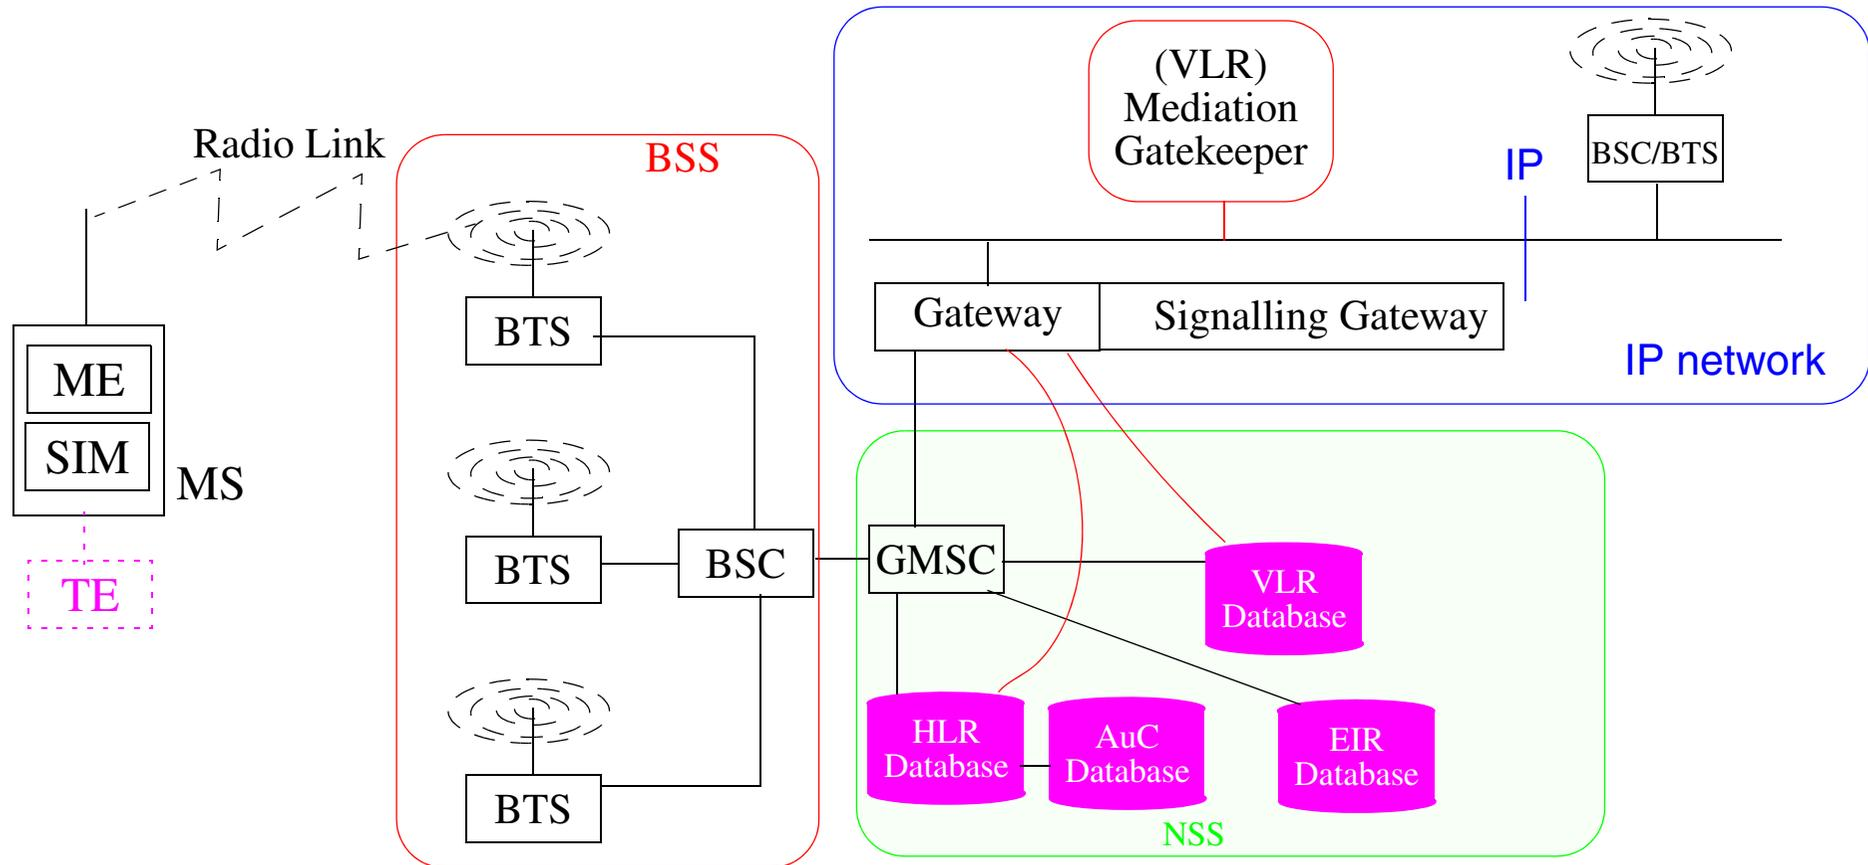 Radio Link
ME
SIM
MS
TE
BSS
BTS
BTS
BTS
BSC
(VLR)
Mediation
Gatekeeper
IP
BSC/BTS
Gateway
Signalling Gateway
IP network
GMSC
VLR
Database
HLR
Database
AuC
Database
EIR
Database
NSS